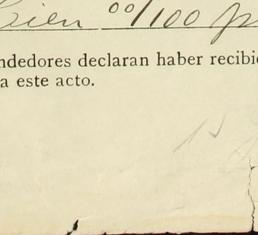 cien 00/100 p
ndedores declaran haber recibi
a este acto.